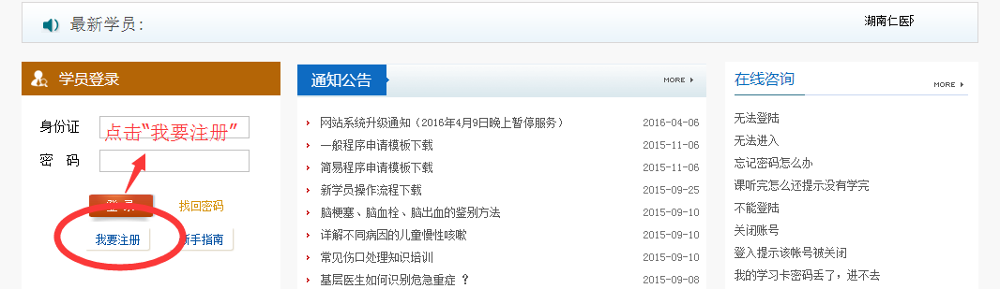 最新学员：
湖南仁医
学员登录
身份证
点击“我要注册”
密 码
登 录
找回密码
我要注册
新手指南
通知公告
MORE
网站系统升级通知（2016年4月9日晚上暂停服务） 2016-04-06
一般程序申请模板下载 2015-11-06
简易程序申请模板下载 2015-11-06
新学员操作流程下载 2015-09-25
脑梗塞、脑血栓、脑出血的鉴别方法 2015-09-10
详解不同病因的儿童慢性咳嗽 2015-09-10
常见伤口处理知识培训 2015-09-10
基层医生如何识别危急重症 ？ 2015-09-08
在线咨询
MORE
无法登陆
无法进入
忘记密码怎么办
课听完怎么还提示没有学完
不能登陆
关闭账号
登入提示该帐号被关闭
我的学习卡密码丢了，进不去